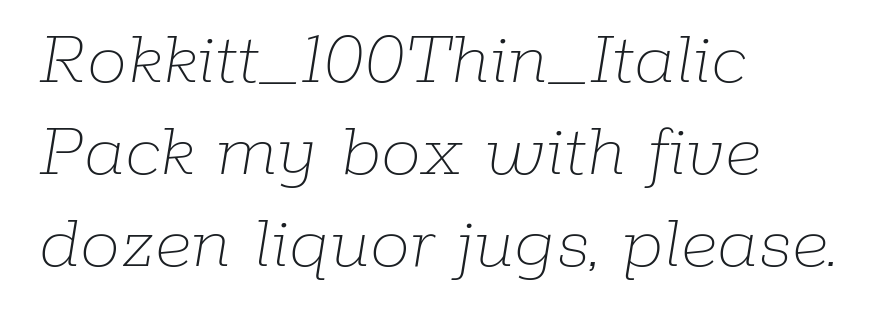 Rokkitt_100Thin_Italic
Pack my box with five
dozen liquor jugs, please.